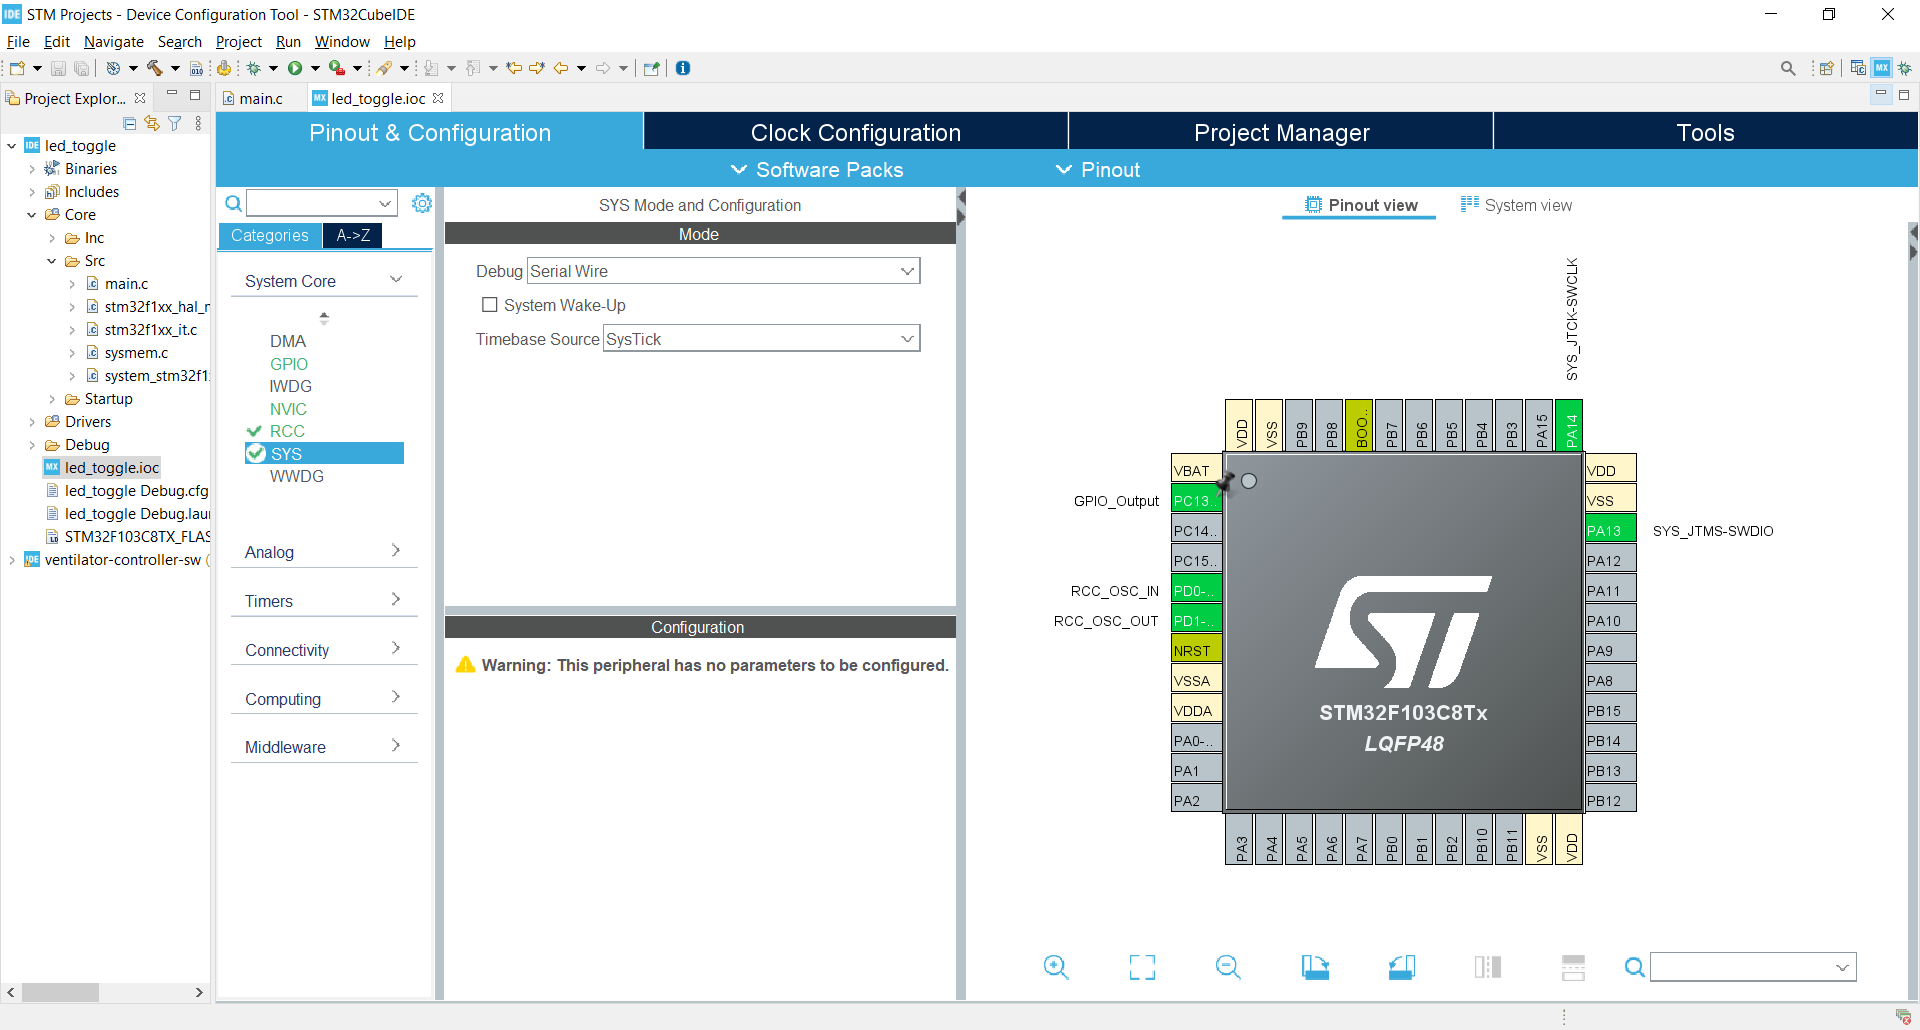 IDE STM Projects - Device Configuration Tool - STM32CubeIDE
File Edit Navigate Search Project Run Window Help
Project Explor...
main.c
MX led_toggle.ioc
Pinout & Configuration
Clock Configuration
Project Manager
Tools
Software Packs
Pinout
IDE led_toggle
Binaries
Includes
Core
Inc
Src
main.c
stm32f1xx_hal_r
stm32f1xx_it.c
sysmem.c
system_stm32f1
Startup
Drivers
Debug
MX led_toggle.ioc
led_toggle Debug.cfg
led_toggle Debug.lau
STM32F103C8TX_FLAS
IDE ventilator-controller-sw (
Categories
A->Z
System Core
DMA
GPIO
IWDG
NVIC
RCC
SYS
WWDG
Analog
Timers
Connectivity
Computing
Middleware
SYS Mode and Configuration
Mode
Debug Serial Wire
System Wake-Up
Timebase Source SysTick
Configuration
Warning: This peripheral has no parameters to be configured.
Pinout view
System view
SYS_JTCK-SWCLK
VDD VSS PB9 PB8 BOO.. PB7 PB6 PB5 PB4 PB3 PA15 PA14
VBAT
GPIO_Output PC13..
PC14..
PC15..
RCC_OSC_IN PD0-..
RCC_OSC_OUT PD1-..
NRST
VSSA
VDDA
PA0-..
PA1
PA2
ST
STM32F103C8Tx
LQFP48
VDD
VSS
PA13 SYS_JTMS-SWDIO
PA12
PA11
PA10
PA9
PA8
PB15
PB14
PB13
PB12
PA3 PA4 PA5 PA6 PA7 PB0 PB1 PB2 PB10 PB11 VSS VDD